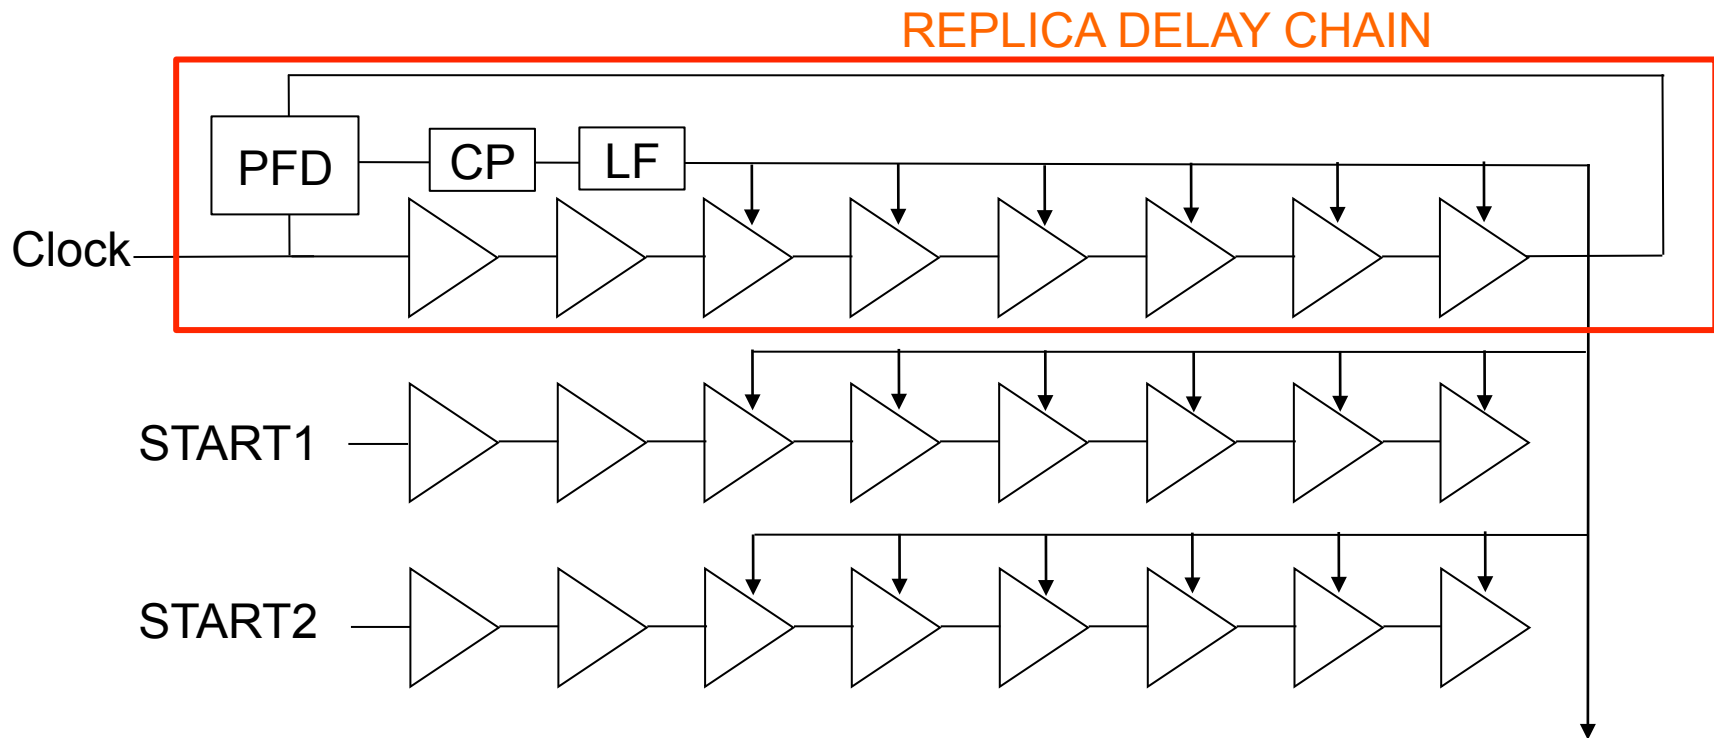 REPLICA DELAY CHAIN
PFD
CP
LF
Clock
START1
START2